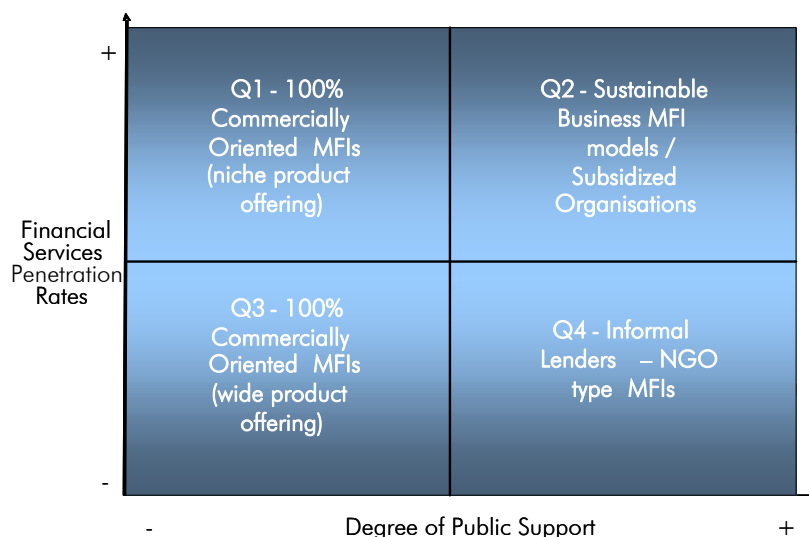 +
Q1 - 100%
Commercially
Oriented MFIs
(niche product
offering)
Q2 - Sustainable
Business MFI
models /
Subsidized
Organisations
Financial
Services
Penetration
Rates
Q3 - 100%
Commercially
Oriented MFIs
(wide product
offering)
Q4 - Informal
Lenders – NGO
type MFIs
-
- Degree of Public Support +